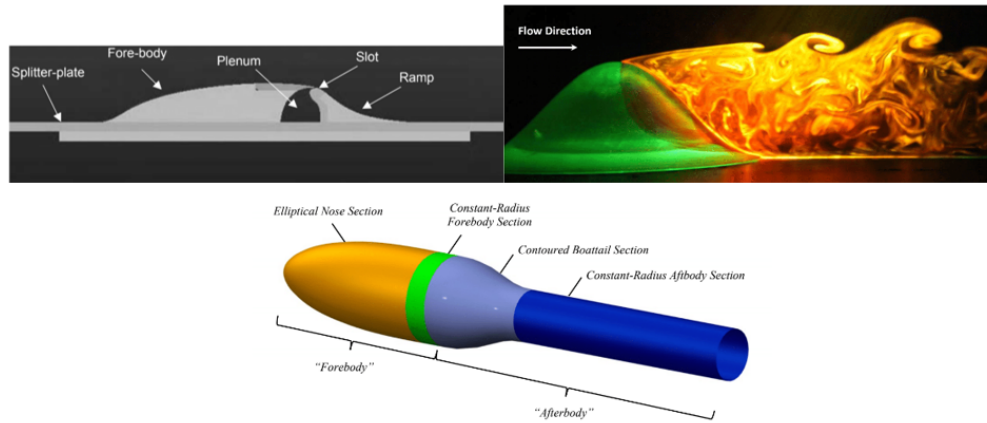 Fore-body
Plenum
Slot
Splitter-plate
Ramp
Flow Direction
Elliptical Nose Section
Constant-Radius
Forebody Section
Contoured Boattail Section
Constant-Radius Aftbody Section
“Forebody”
“Afterbody”